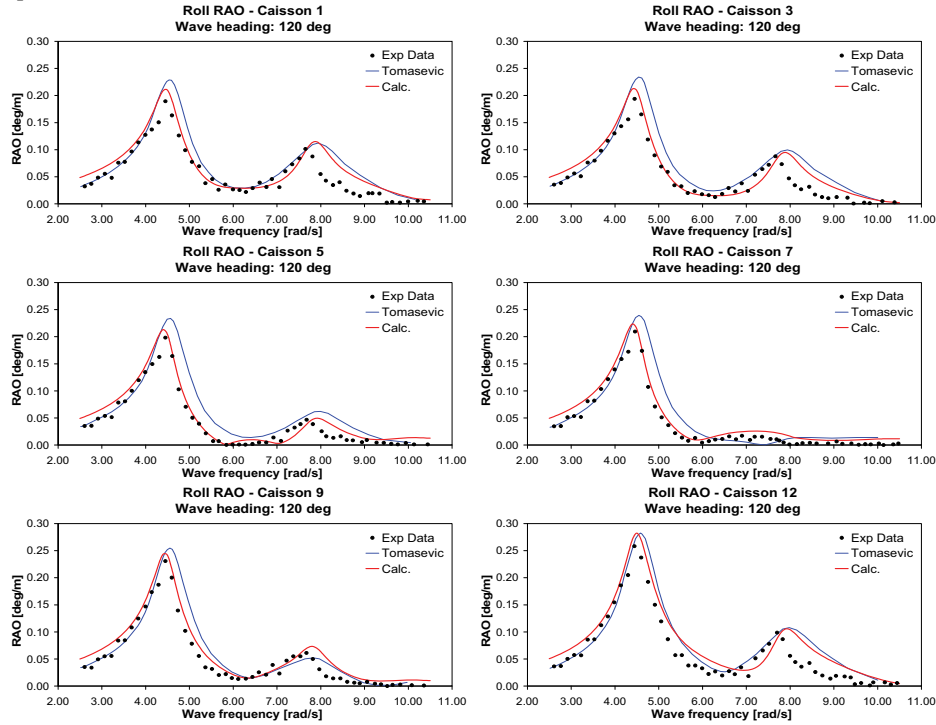 Roll RAO - Caisson 1
Wave heading: 120 deg
0.30
0.25
0.20
0.15
0.10
0.05
0.00
RAO [deg/m]
Exp Data
Tomasevic
Calc.
2.00 3.00 4.00 5.00 6.00 7.00 8.00 9.00 10.00 11.00
Wave frequency [rad/s]
Roll RAO - Caisson 3
Wave heading: 120 deg
0.30
0.25
0.20
0.15
0.10
0.05
0.00
RAO [deg/m]
Exp Data
Tomasevic
Calc.
2.00 3.00 4.00 5.00 6.00 7.00 8.00 9.00 10.00 11.00
Wave frequency [rad/s]
Roll RAO - Caisson 5
Wave heading: 120 deg
0.30
0.25
0.20
0.15
0.10
0.05
0.00
RAO [deg/m]
Exp Data
Tomasevic
Calc.
2.00 3.00 4.00 5.00 6.00 7.00 8.00 9.00 10.00 11.00
Wave frequency [rad/s]
Roll RAO - Caisson 7
Wave heading: 120 deg
0.30
0.25
0.20
0.15
0.10
0.05
0.00
RAO [deg/m]
Exp Data
Tomasevic
Calc.
2.00 3.00 4.00 5.00 6.00 7.00 8.00 9.00 10.00 11.00
Wave frequency [rad/s]
Roll RAO - Caisson 9
Wave heading: 120 deg
0.30
0.25
0.20
0.15
0.10
0.05
0.00
RAO [deg/m]
Exp Data
Tomasevic
Calc.
2.00 3.00 4.00 5.00 6.00 7.00 8.00 9.00 10.00 11.00
Wave frequency [rad/s]
Roll RAO - Caisson 12
Wave heading: 120 deg
0.30
0.25
0.20
0.15
0.10
0.05
0.00
RAO [deg/m]
Exp Data
Tomasevic
Calc.
2.00 3.00 4.00 5.00 6.00 7.00 8.00 9.00 10.00 11.00
Wave frequency [rad/s]